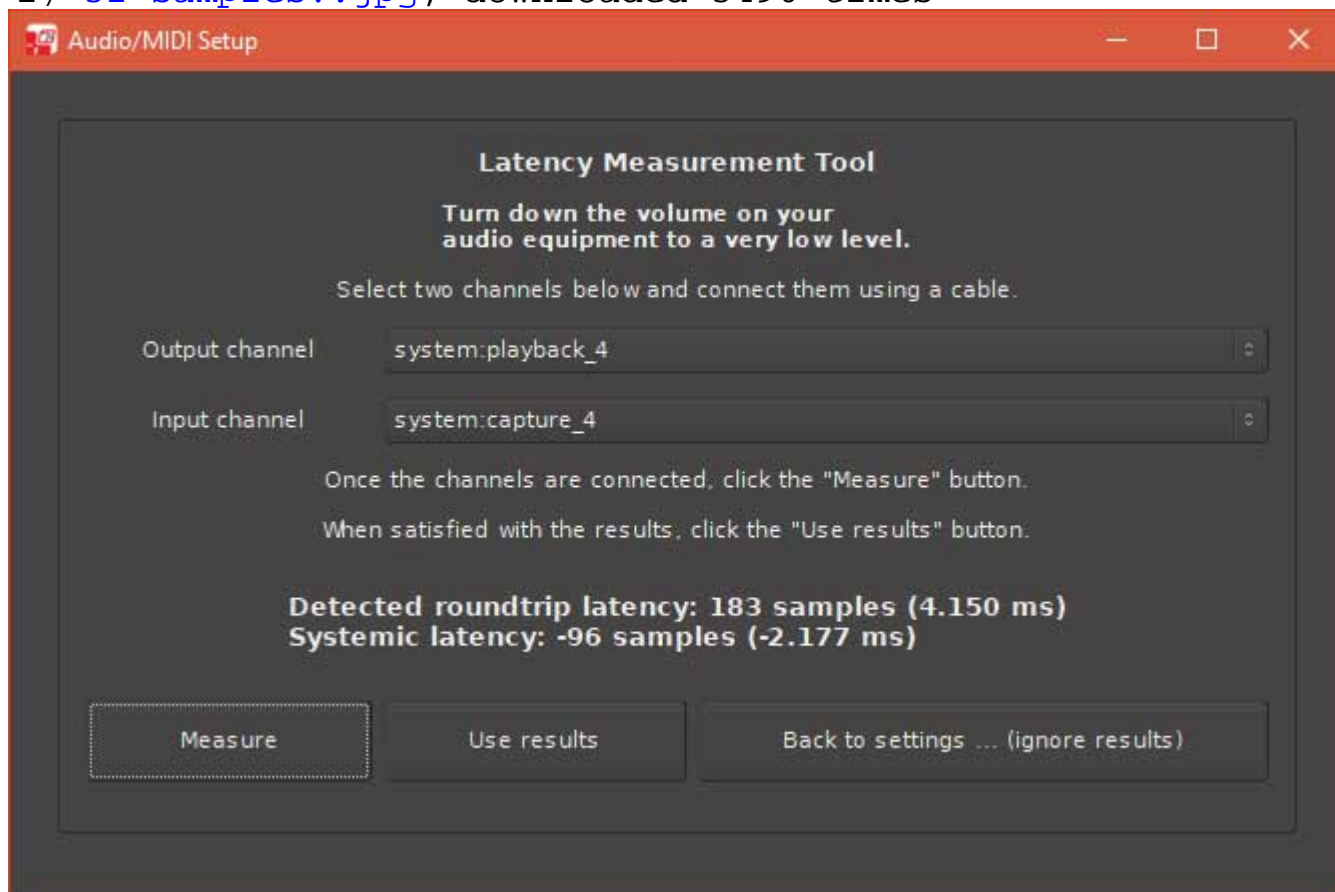 Audio/MIDI Setup
Latency Measurement Tool
Turn down the volume on your
audio equipment to a very low level.
Select two channels below and connect them using a cable.
Output channel system:playback_4
Input channel system:capture_4
Once the channels are connected, click the "Measure" button.
When satisfied with the results, click the "Use results" button.
Detected roundtrip latency: 183 samples (4.150 ms)
Systemic latency: -96 samples (-2.177 ms)
Measure Use results Back to settings ... (ignore results)